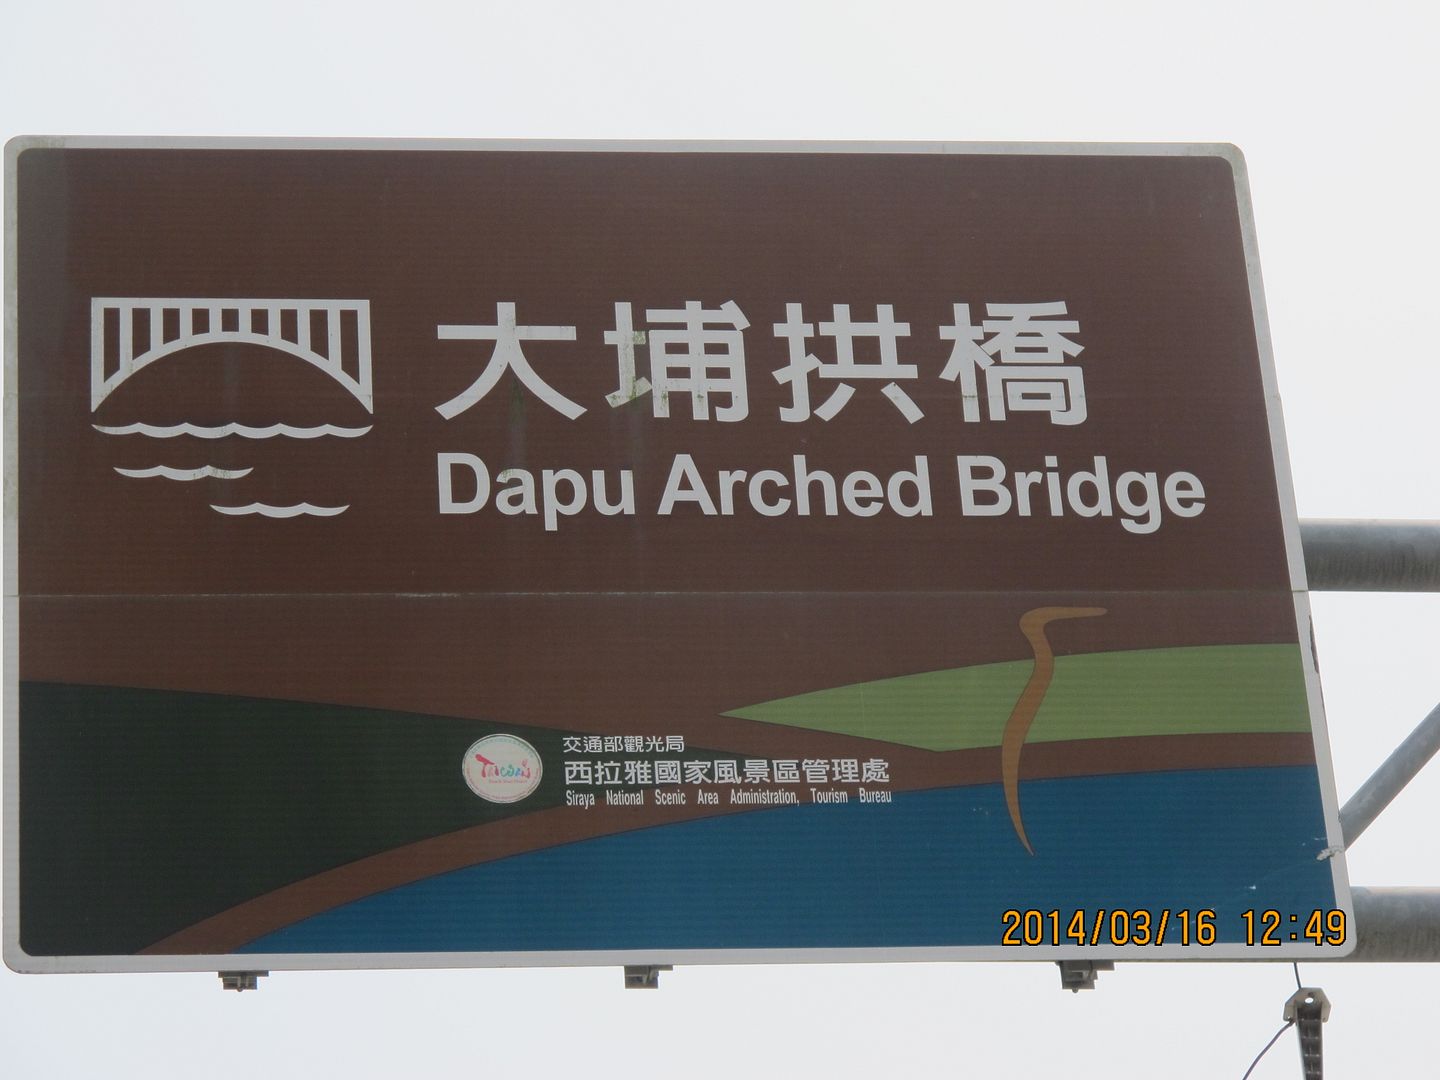 大埔拱橋
Dapu Arched Bridge
交通部觀光局
西拉雅國家風景區管理處
Siraya National Scenic Area Administration, Tourism Bureau
TAIWAN
2014/03/16 12:49